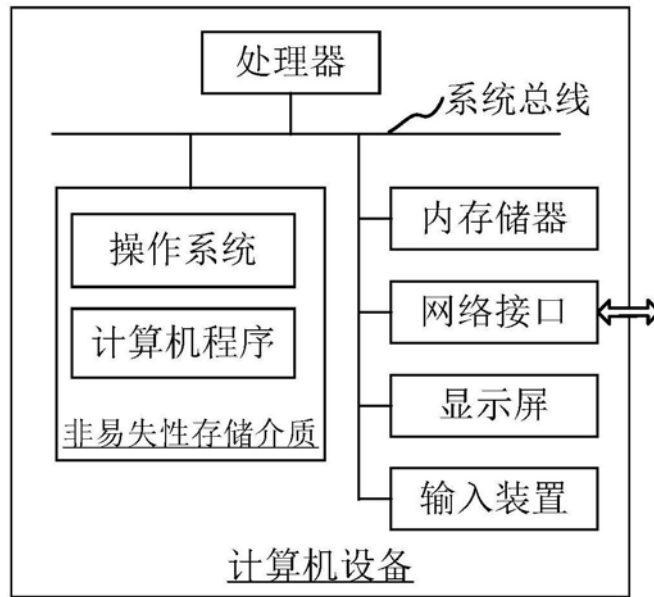 处理器
系统总线
操作系统
计算机程序
非易失性存储介质
内存储器
网络接口
显示屏
输入装置
计算机设备